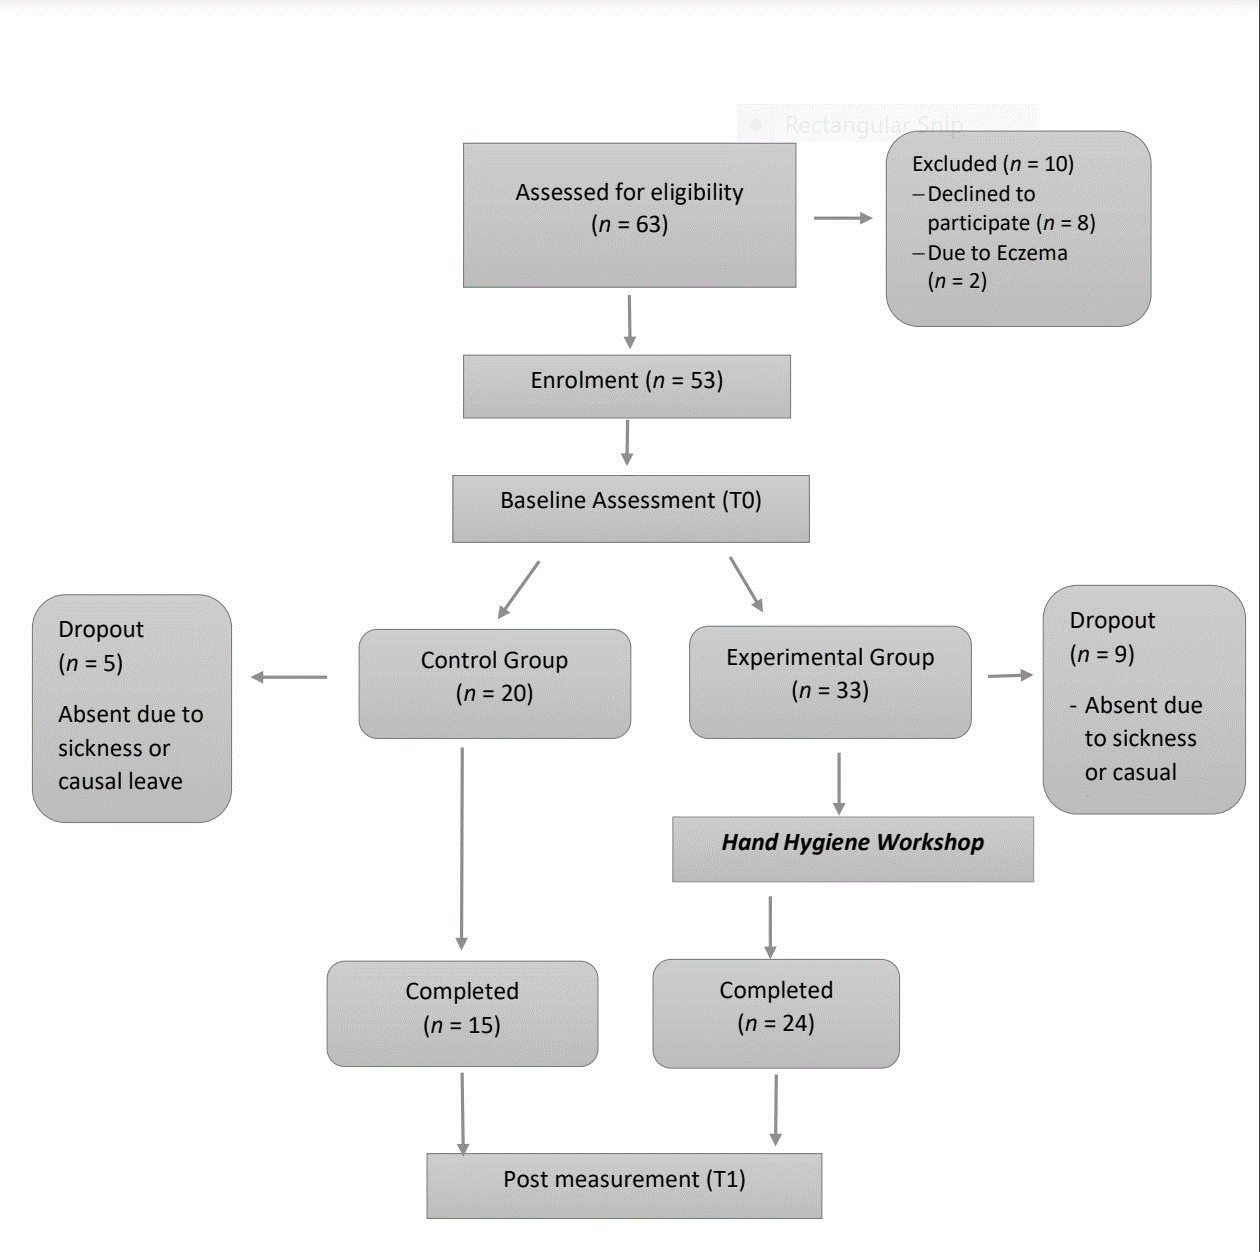 Rectangular Snip
Assessed for eligibility
(n = 63)
Excluded (n = 10)
–Declined to
participate (n = 8)
–Due to Eczema
(n = 2)
Enrolment (n = 53)
Baseline Assessment (T0)
Dropout
(n = 5)
Absent due to
sickness or
causal leave
Control Group
(n = 20)
Experimental Group
(n = 33)
Dropout
(n = 9)
- Absent due
to sickness
or casual
Hand Hygiene Workshop
Completed
(n = 15)
Completed
(n = 24)
Post measurement (T1)